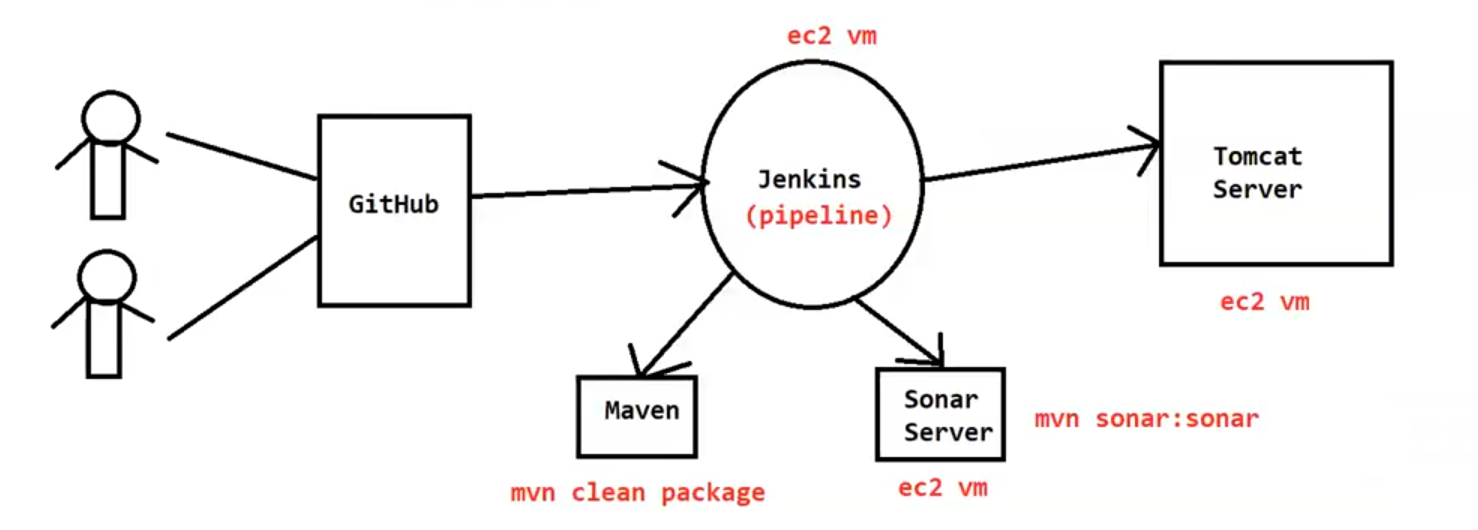 ec2 vm
GitHub
Jenkins
(pipeline)
Tomcat
Server
ec2 vm
Maven
mvn clean package
Sonar
Server
mvn sonar:sonar
ec2 vm